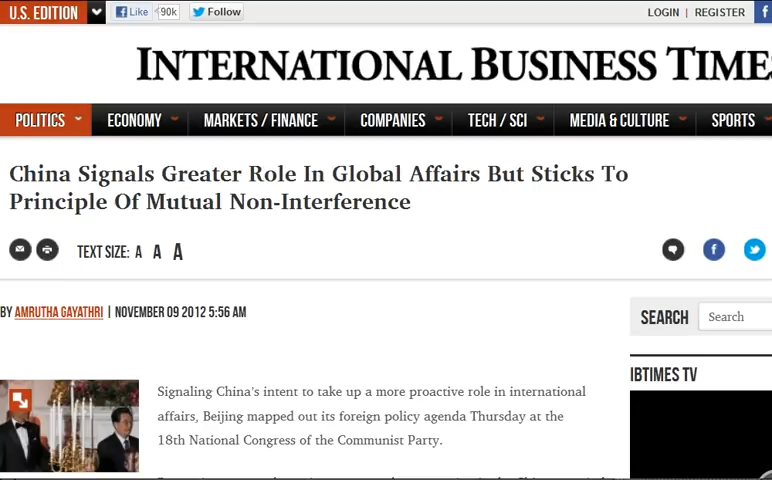 U.S. EDITION Like 90k Follow LOGIN | REGISTER
INTERNATIONAL BUSINESS TIMES
POLITICS ECONOMY MARKETS / FINANCE COMPANIES TECH / SCI MEDIA & CULTURE SPORTS
China Signals Greater Role In Global Affairs But Sticks To
Principle Of Mutual Non-Interference
TEXT SIZE: A A A
BY AMRUTHA GAYATHRI | NOVEMBER 09 2012 5:56 AM
SEARCH Search
IBTIMES TV
Signaling China's intent to take up a more proactive role in international
affairs, Beijing mapped out its foreign policy agenda Thursday at the
18th National Congress of the Communist Party.